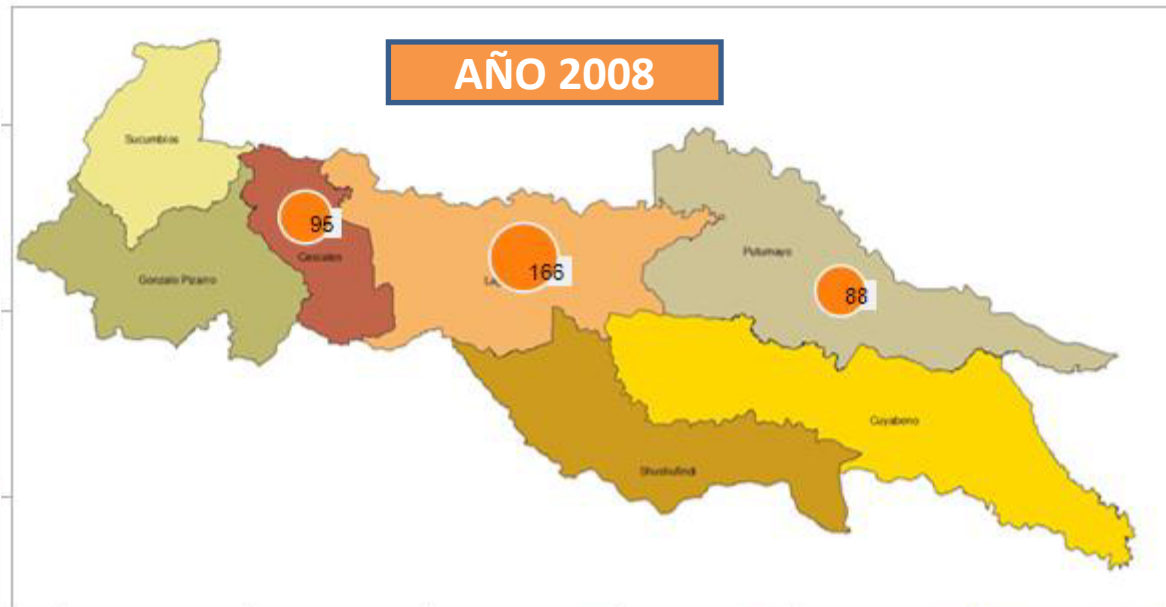 AÑO 2008
Sucumbios
95
Cascales
Gonzalo Pizarro
166
Putumayo
88
Cuyabeno
Shushufindi